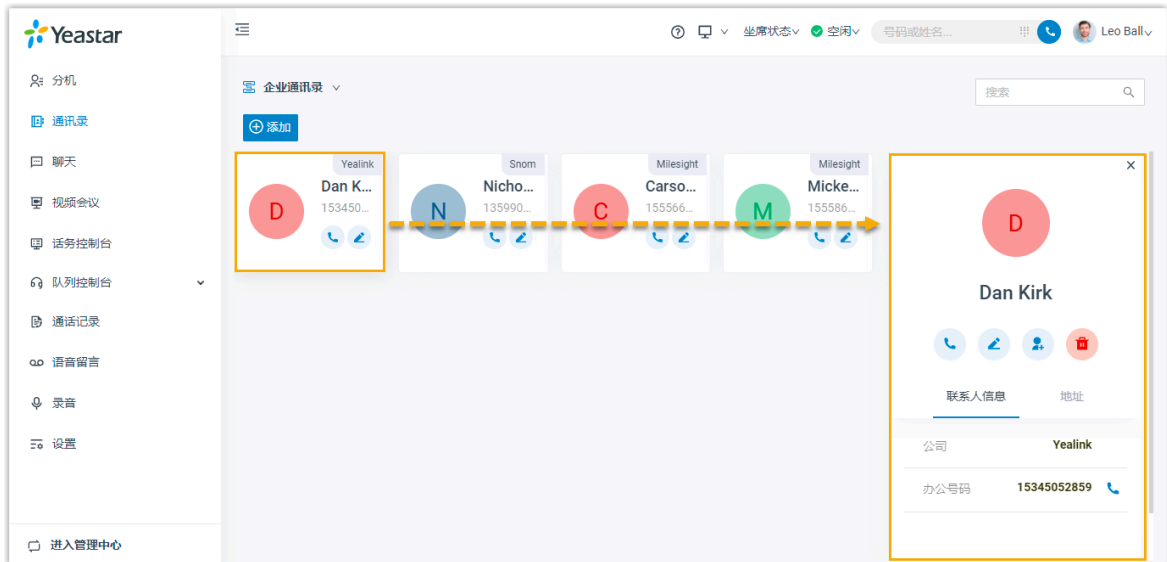 Yeastar
坐席状态
空闲
号码或姓名...
Leo Ball
分机
通讯录
聊天
视频会议
话务控制台
队列控制台
通话记录
语音留言
录音
设置
进入管理中心
企业通讯录
搜索
添加
Yealink
Dan K...
153450...
D
Snom
Nicho...
135990...
N
Milesight
Carso...
155566...
C
Milesight
Micke...
155586...
M
D
Dan Kirk
联系人信息 地址
公司 Yealink
办公号码 15345052859